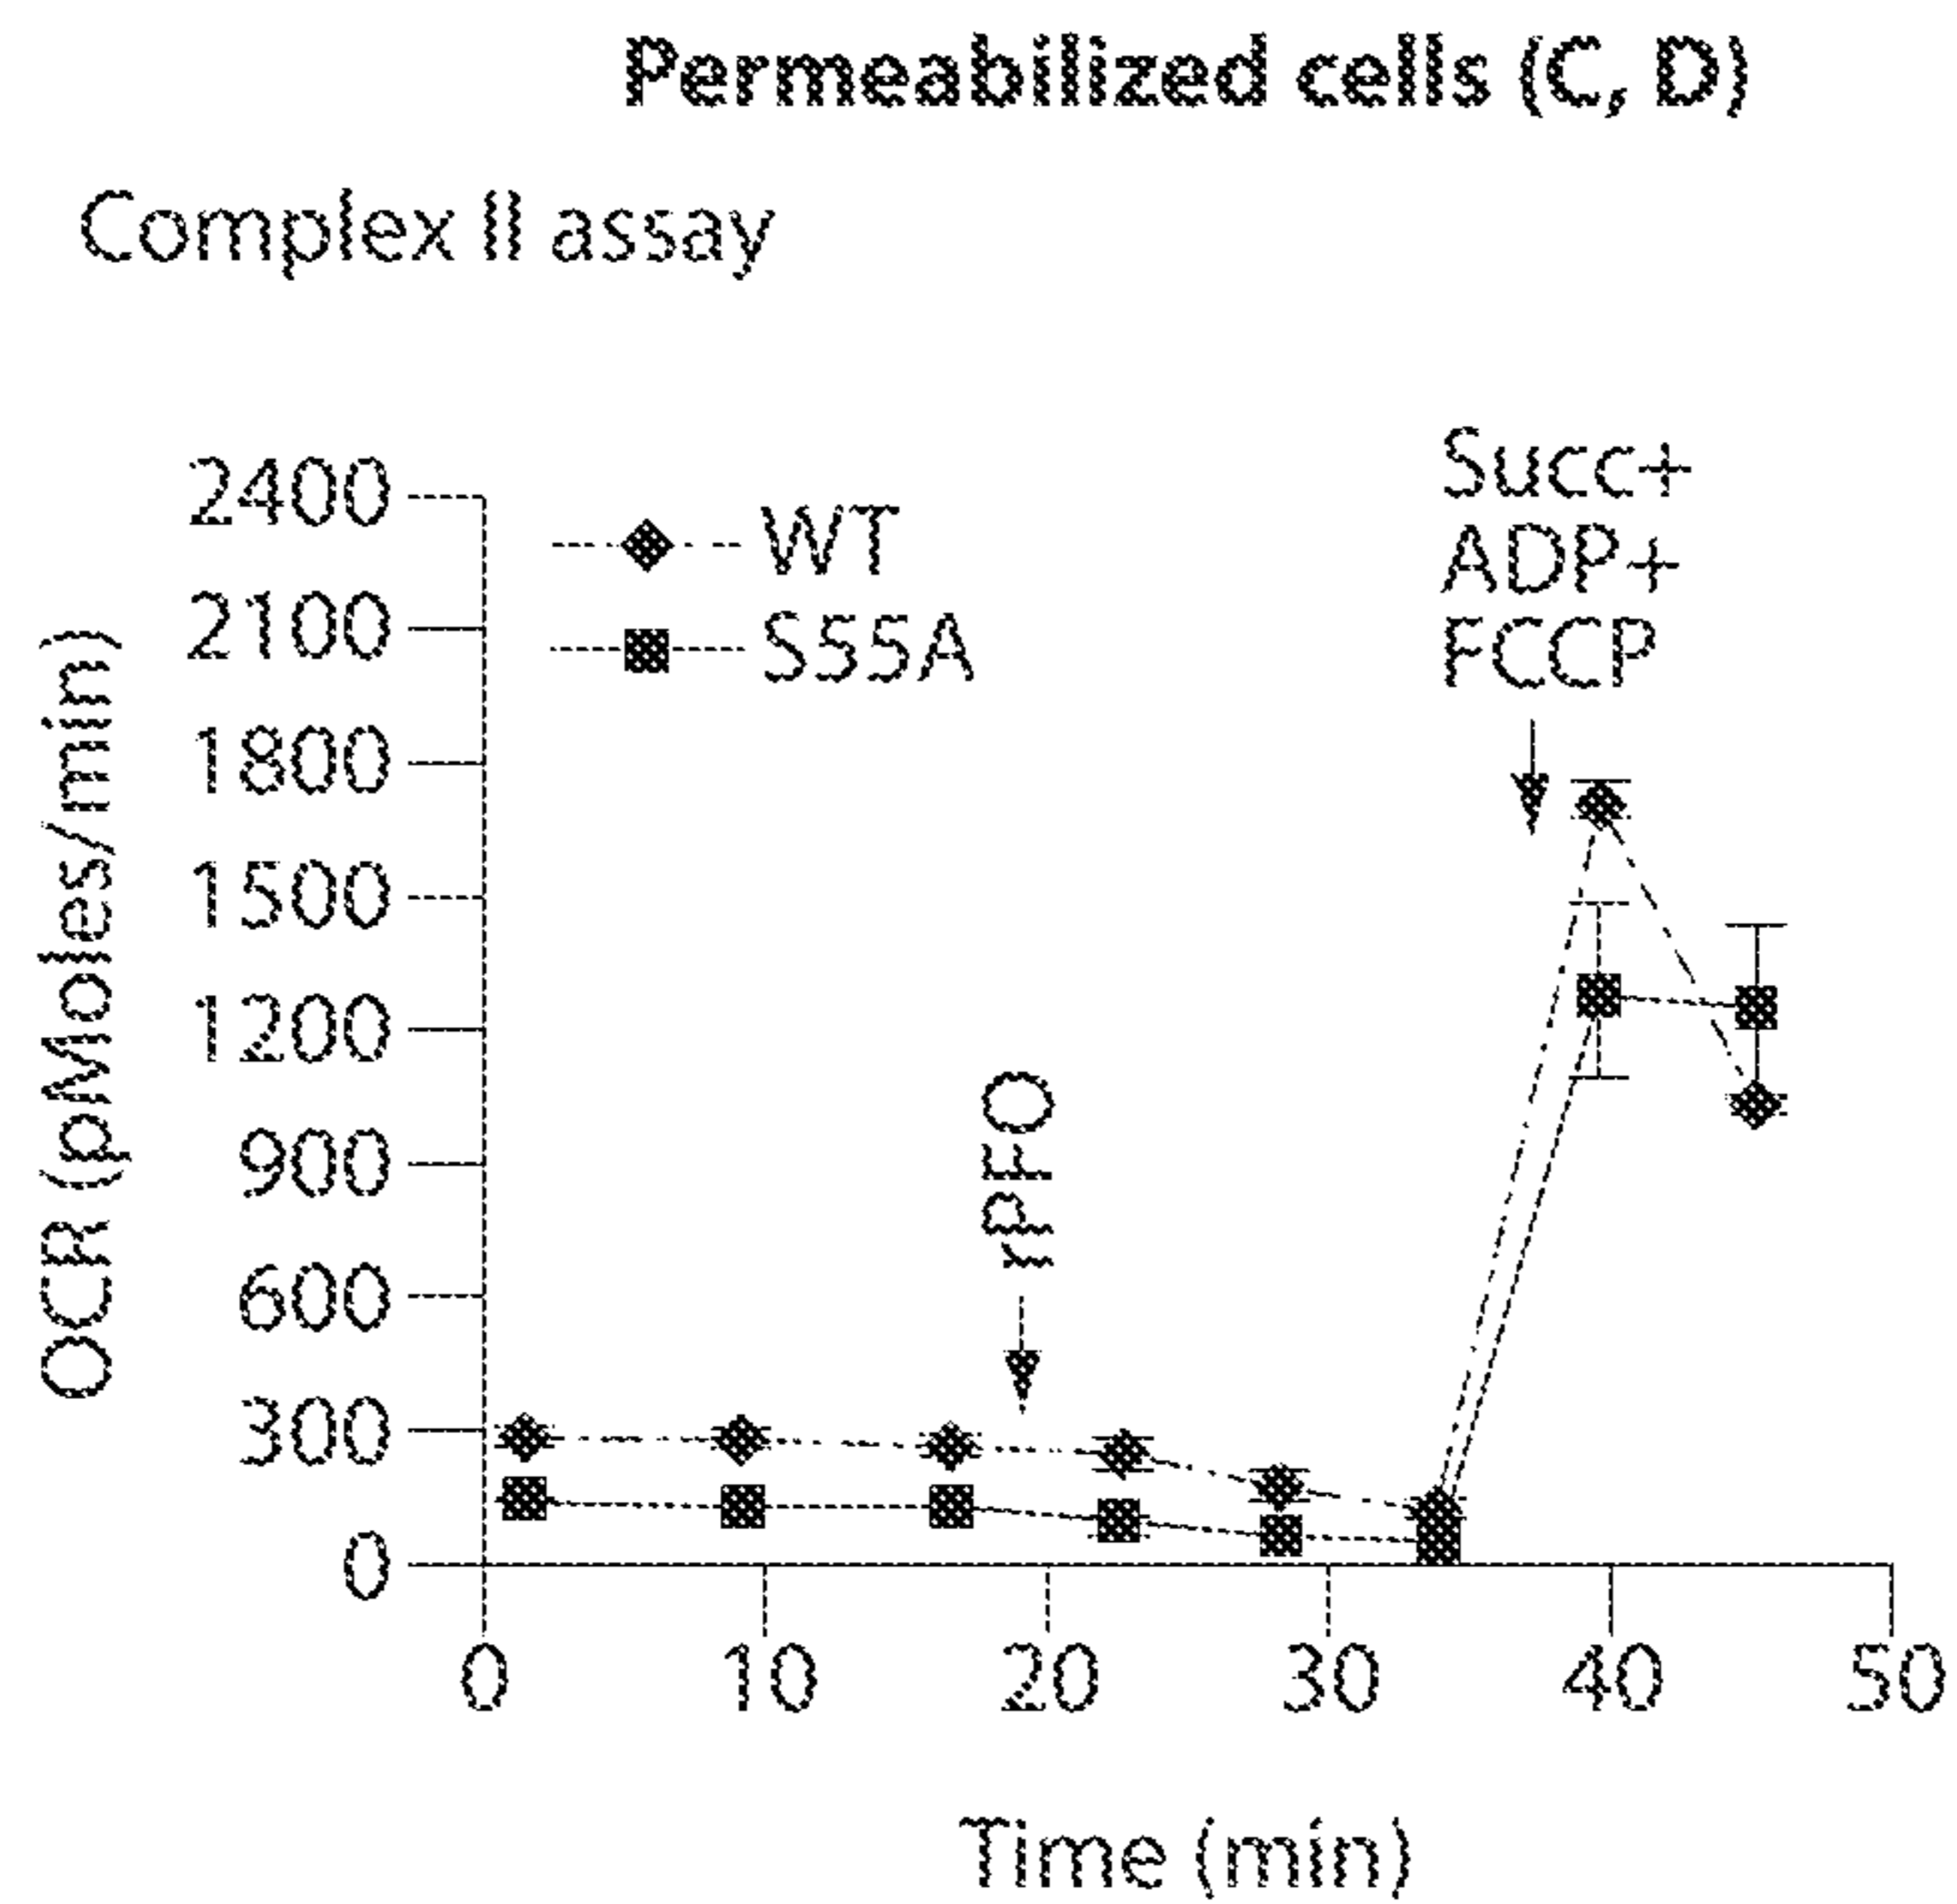 Permeabilized cells (C, D)
Complex II assay
OCR (pMoles/min)
2400
2100
1800
1500
1200
900
600
300
0
WT
S55A
rPFO
Succ+
ADP+
FCCP
0 10 20 30 40 50
Time (min)